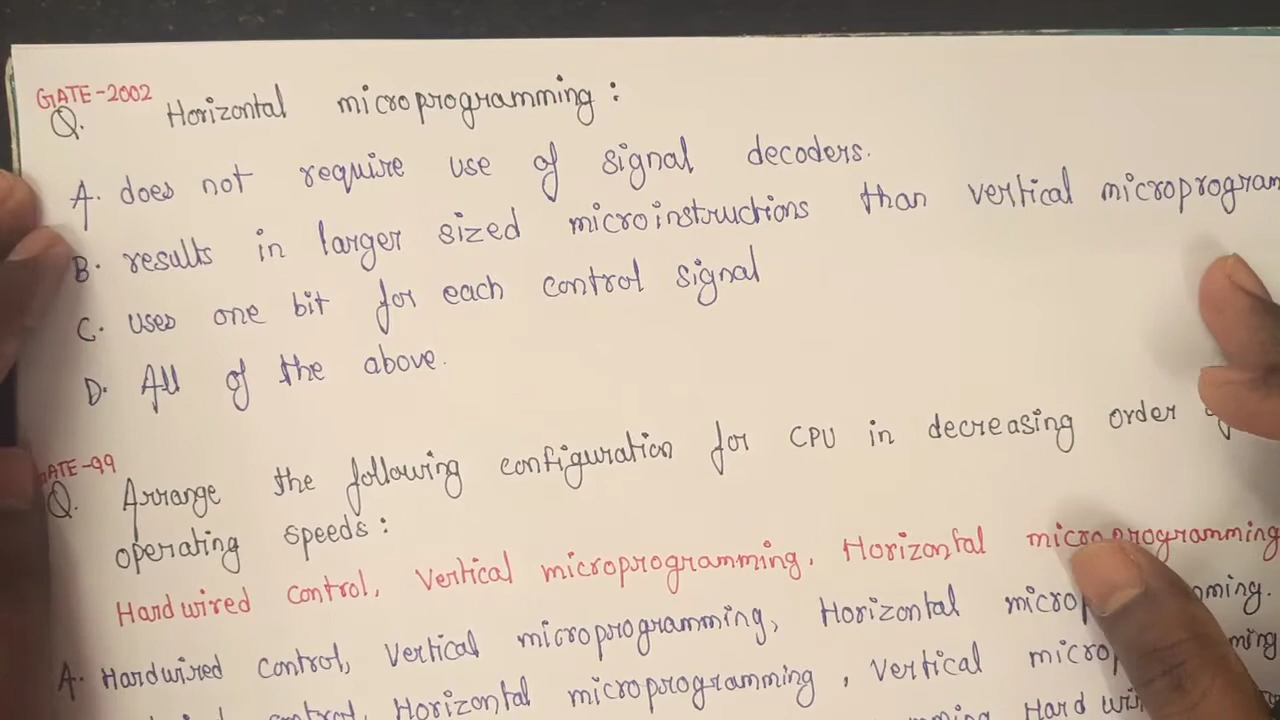 GATE-2002
Q. Horizontal microprogramming:
A. does not require use of signal decoders.
B. results in larger sized microinstructions than vertical microprogram
C. uses one bit for each control signal
D. All of the above.
GATE-99
Q. Arrange the following configuration for CPU in decreasing order
operating speeds:
Hardwired control, Vertical microprogramming, Horizontal microprogramming
A. Hardwired control, Vertical microprogramming, Horizontal
control, Horizontal microprogramming, Vertical